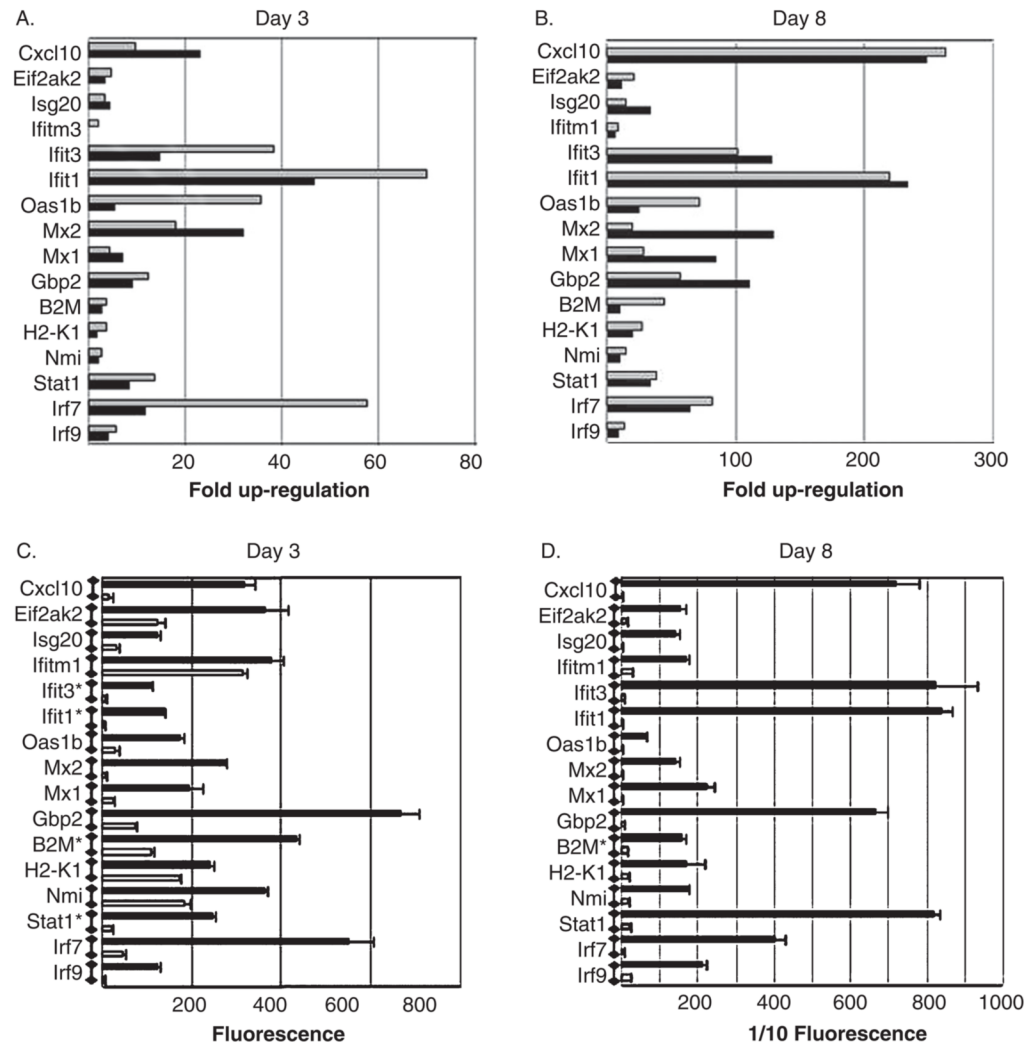 A.
Day 3
Cxcl10
Eif2ak2
Isg20
Ifitm3
Ifit3
Ifit1
Oas1b
Mx2
Mx1
Gbp2
B2M
H2-K1
Nmi
Stat1
Irf7
Irf9
20 40 60 80
Fold up-regulation
B.
Day 8
Cxcl10
Eif2ak2
Isg20
Ifitm1
Ifit3
Ifit1
Oas1b
Mx2
Mx1
Gbp2
B2M
H2-K1
Nmi
Stat1
Irf7
Irf9
100 200 300
Fold up-regulation
C.
Day 3
Cxcl10
Eif2ak2
Isg20
Ifitm1
Ifit3*
Ifit1*
Oas1b
Mx2
Mx1
Gbp2
B2M*
H2-K1
Nmi
Stat1*
Irf7
Irf9
200 400 600 800
Fluorescence
D.
Day 8
Cxcl10
Eif2ak2
Isg20
Ifitm1
Ifit3
Ifit1
Oas1b
Mx2
Mx1
Gbp2
B2M*
H2-K1
Nmi
Stat1
Irf7
Irf9
200 400 600 800 1000
1/10 Fluorescence